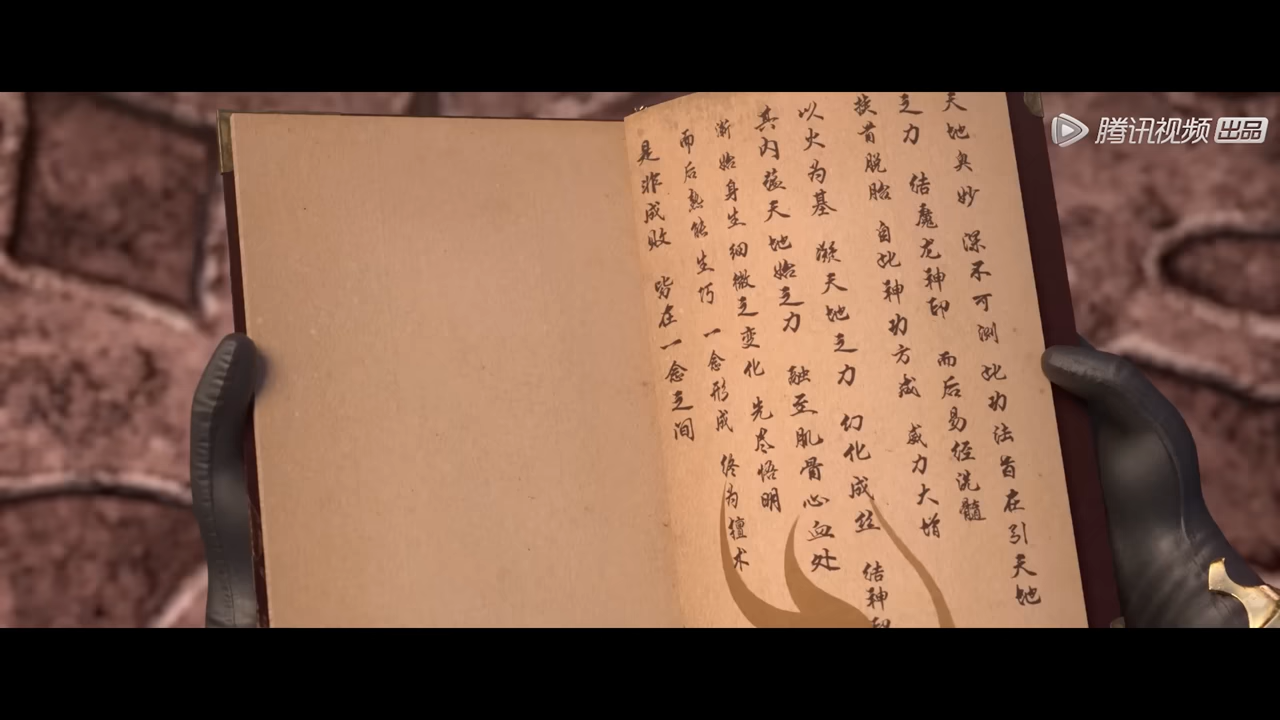 天地奥妙 深不可测 此功法旨在引天地
之力 结魔龙神印 而后易经洗髓
换骨脱胎 自此神功方成 威力大增
以火为基 凝天地之力 幻化成丝 结神印
其内蕴天地始之力 融至肌骨心血处
渐始身生细微之变化 先尽悟明
而后熟能生巧 一念形成 终为擅术
是非成败 皆在一念之间
腾讯视频 出品